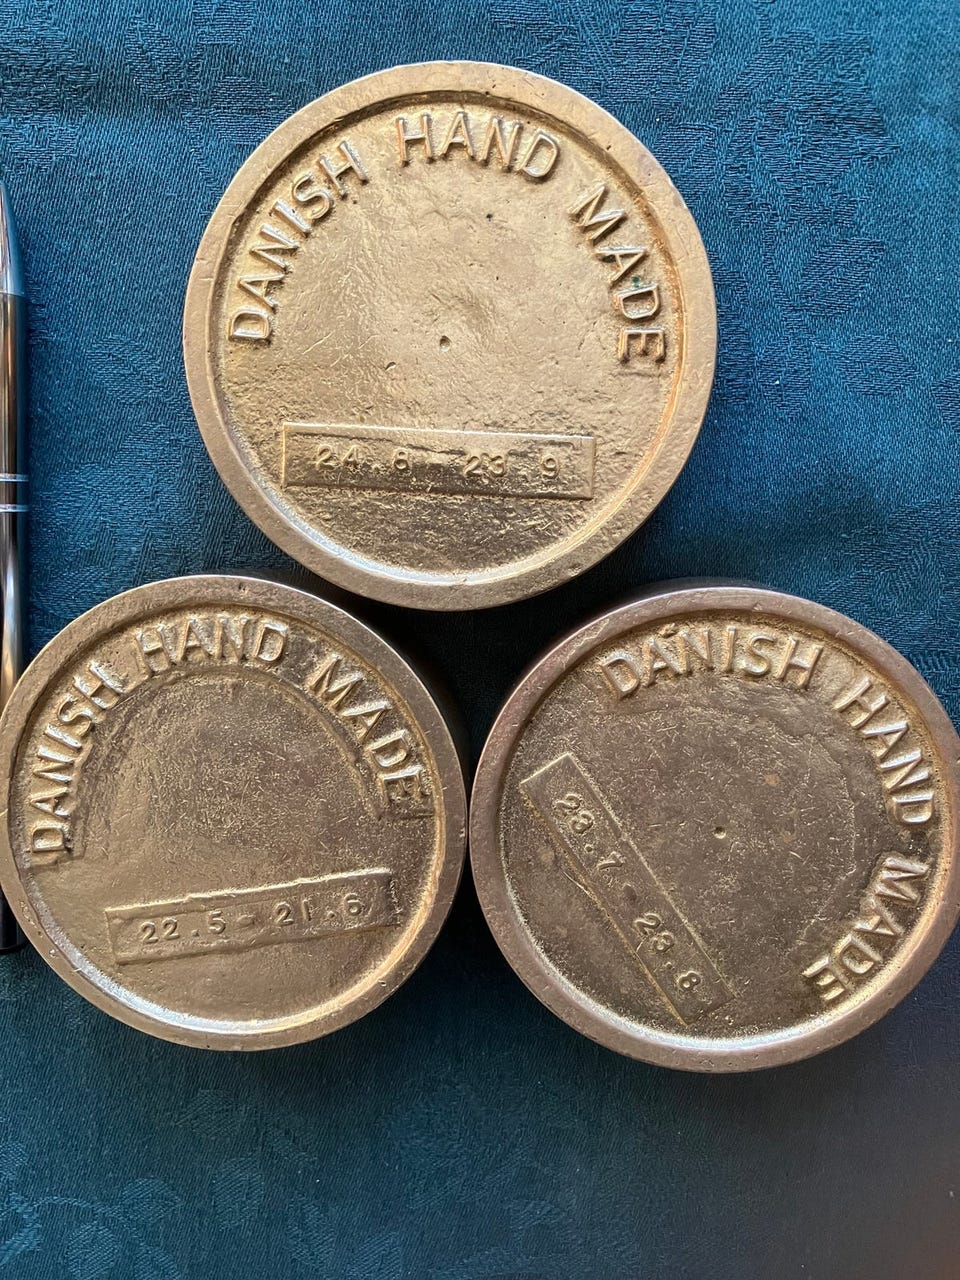 DANISH HAND MADE
24.8 - 23 9
DANISH HAND MADE
22.5 - 21.6
DANISH HAND MADE
23.7 - 23.8